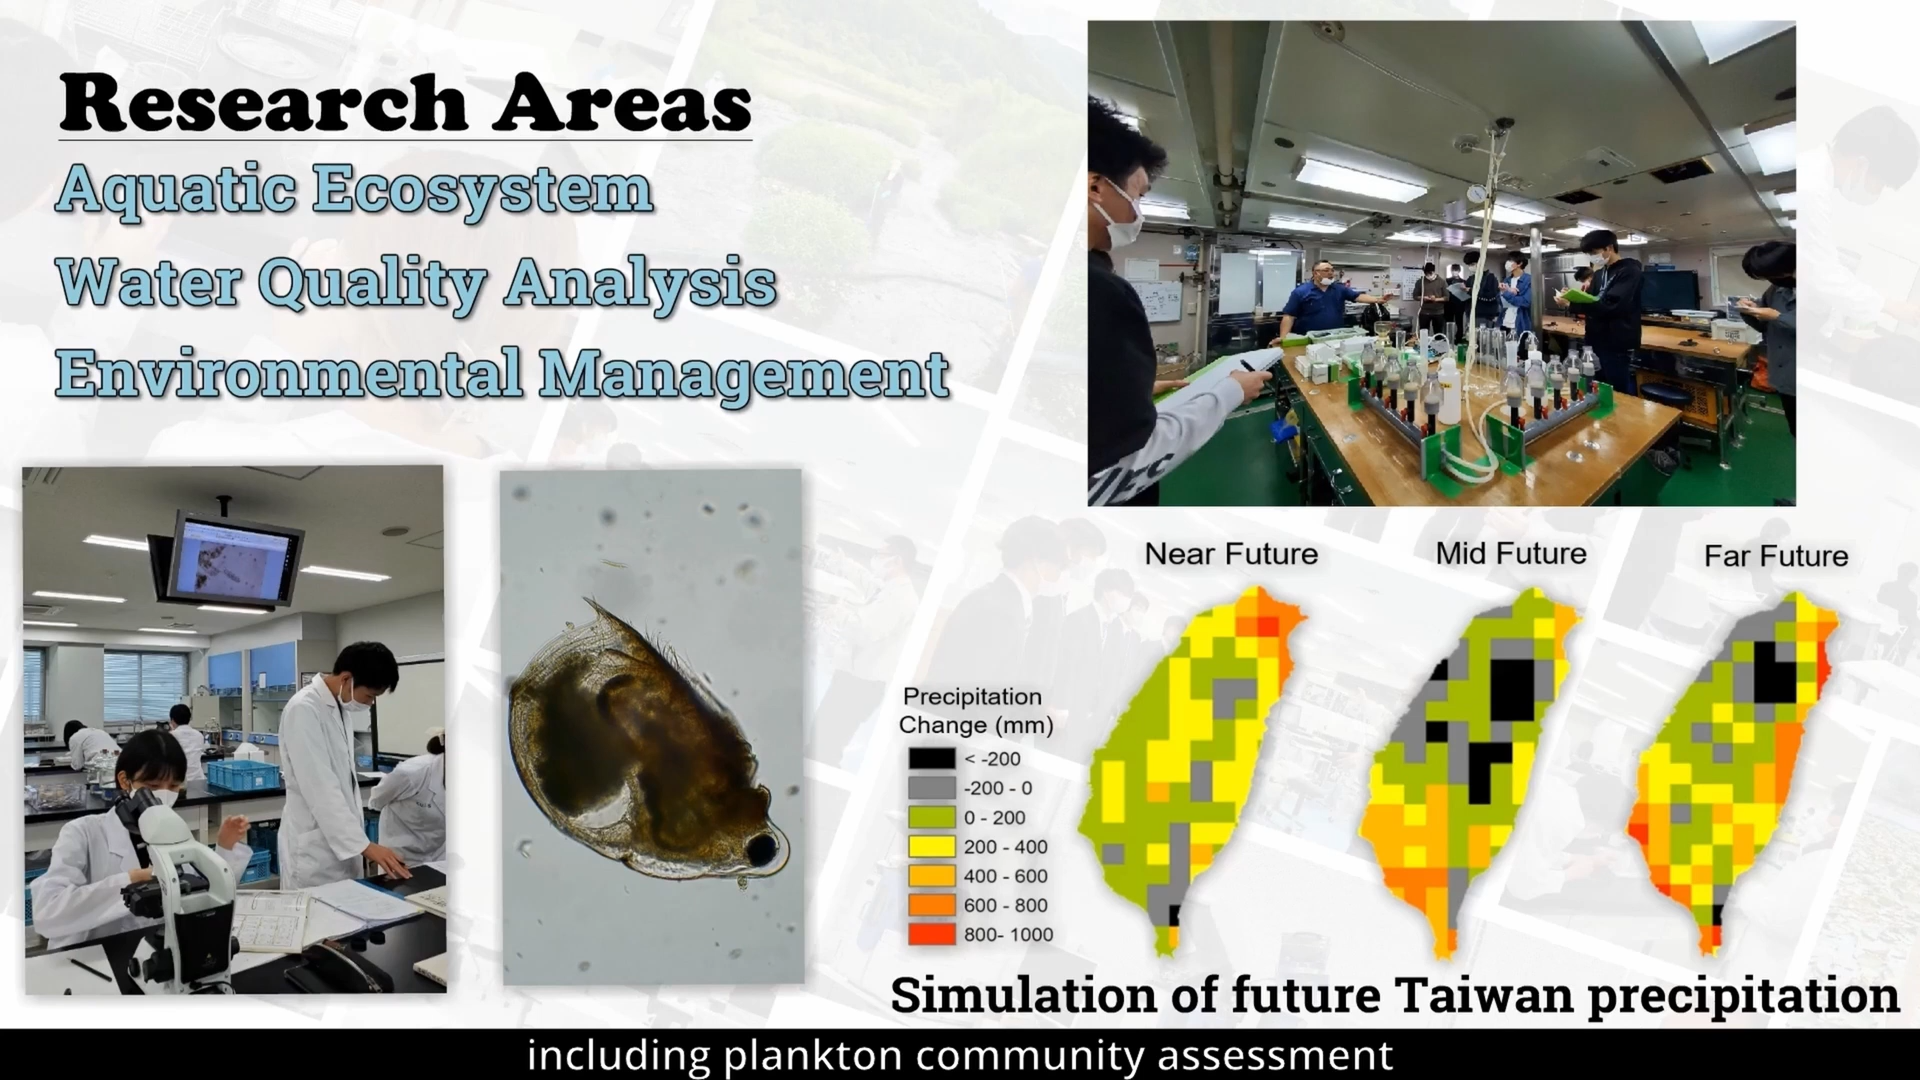 Research Areas
Aquatic Ecosystem
Water Quality Analysis
Environmental Management
Near Future
Mid Future
Far Future
Precipitation
Change (mm)
< -200
-200 - 0
0 - 200
200 - 400
400 - 600
600 - 800
800- 1000
Simulation of future Taiwan precipitation
including plankton community assessment